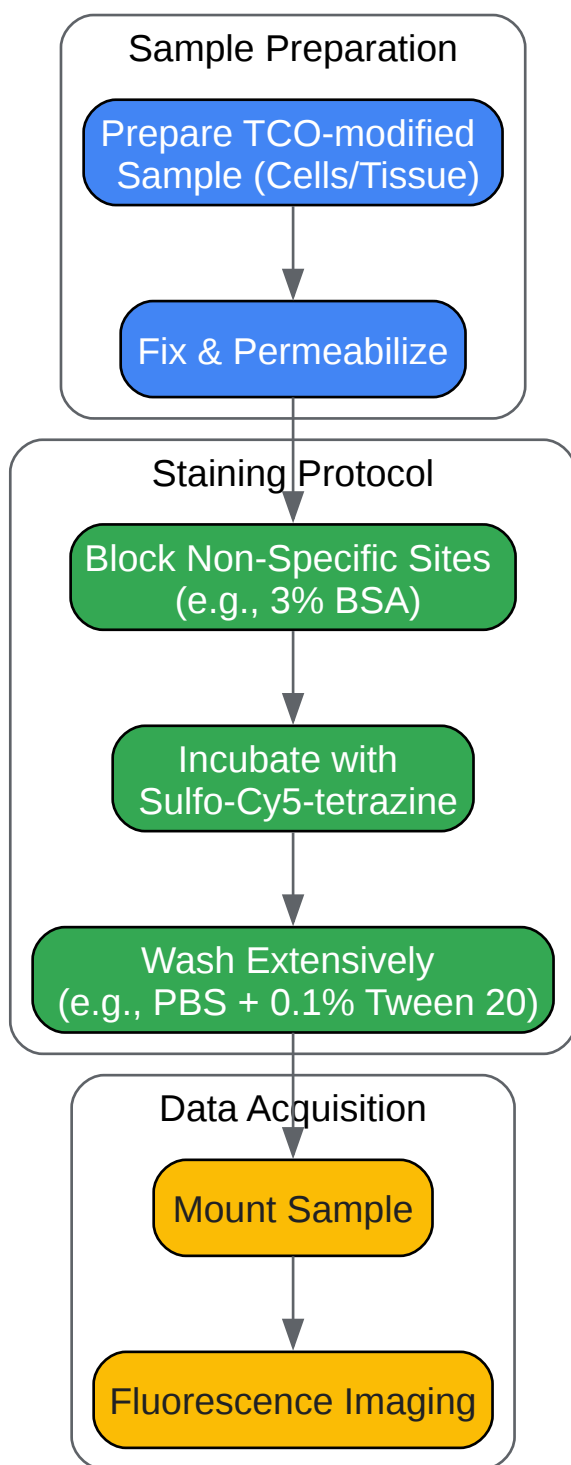 Sample Preparation
Prepare TCO-modified
Sample (Cells/Tissue)
Fix & Permeabilize
Staining Protocol
Block Non-Specific Sites
(e.g., 3% BSA)
Incubate with
Sulfo-Cy5-tetrazine
Wash Extensively
(e.g., PBS + 0.1% Tween 20)
Data Acquisition
Mount Sample
Fluorescence Imaging